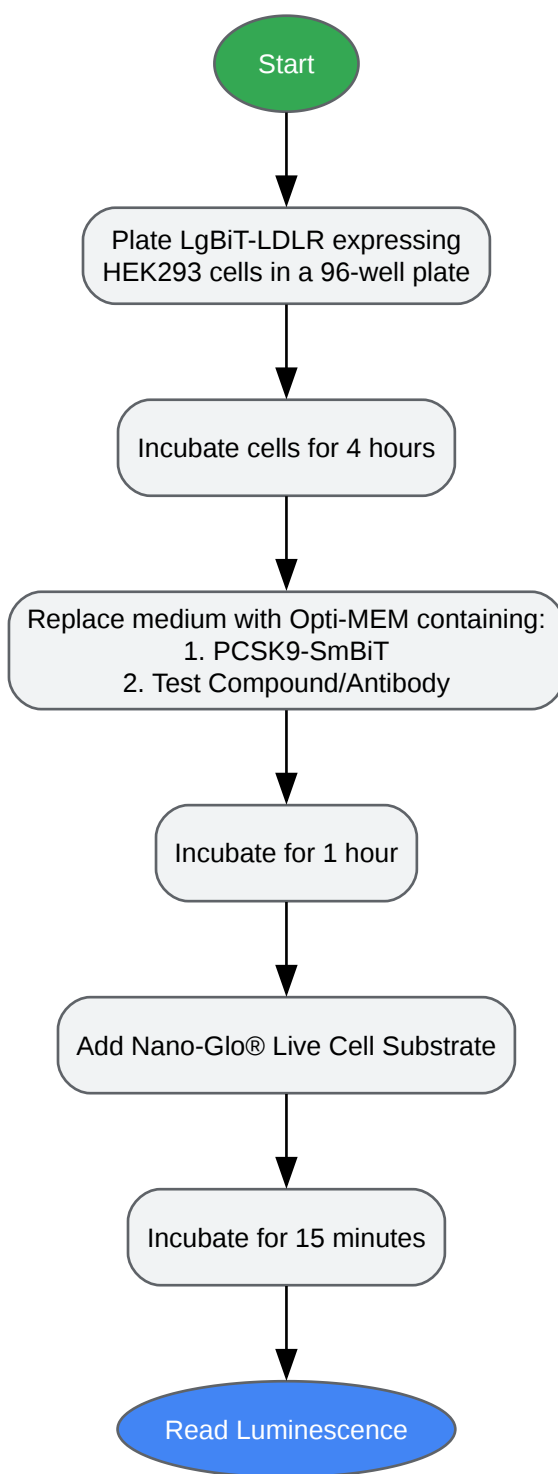 Start
Plate LgBiT-LDLR expressing
HEK293 cells in a 96-well plate
Incubate cells for 4 hours
Replace medium with Opti-MEM containing:
1. PCSK9-SmBiT
2. Test Compound/Antibody
Incubate for 1 hour
Add Nano-Glo® Live Cell Substrate
Incubate for 15 minutes
Read Luminescence